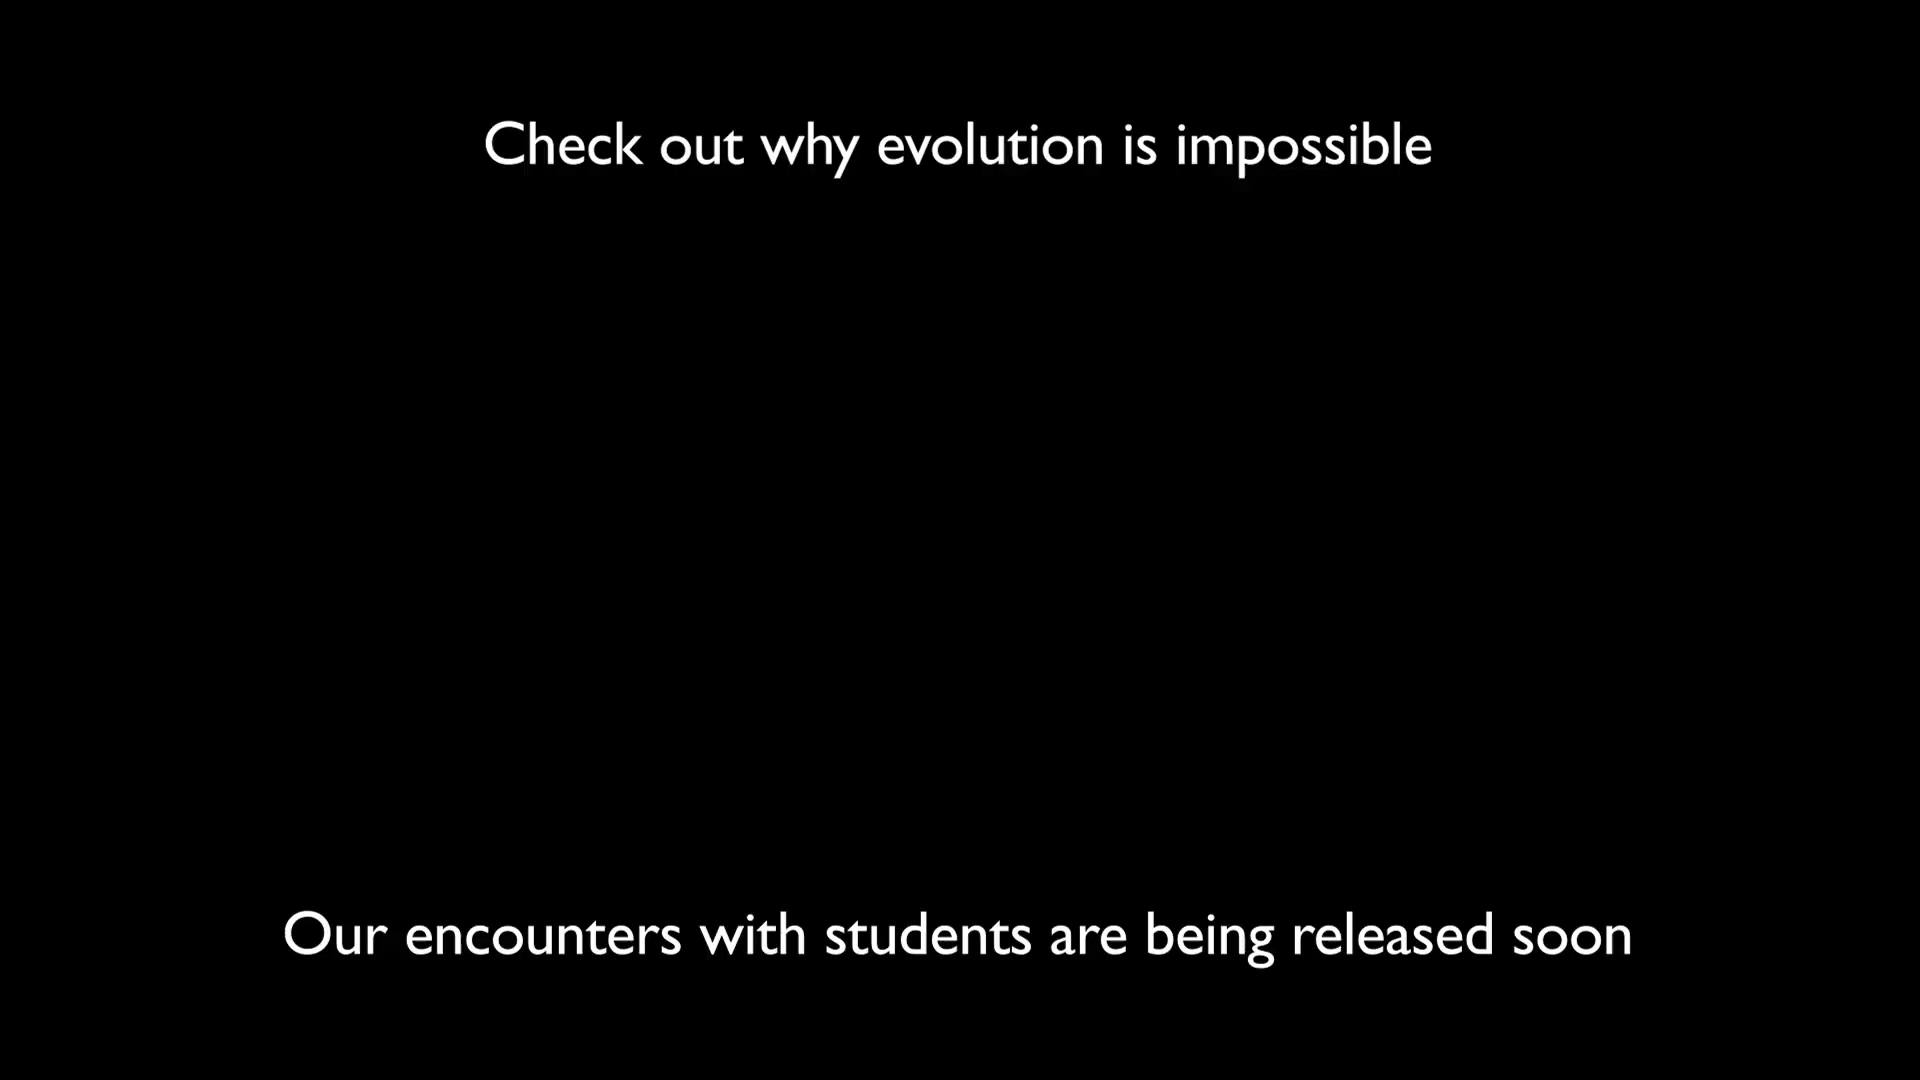 Check out why evolution is impossible
Our encounters with students are being released soon